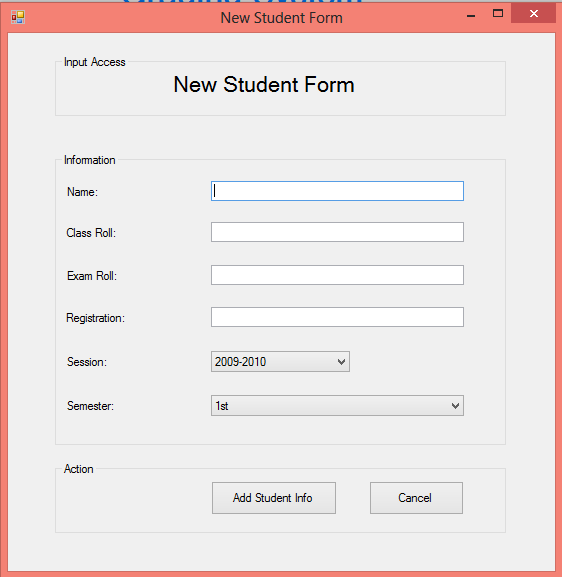 New Student Form
Input Access
New Student Form
Information
Name:
Class Roll:
Exam Roll:
Registration:
Session: 2009-2010
Semester: 1st
Action
Add Student Info Cancel